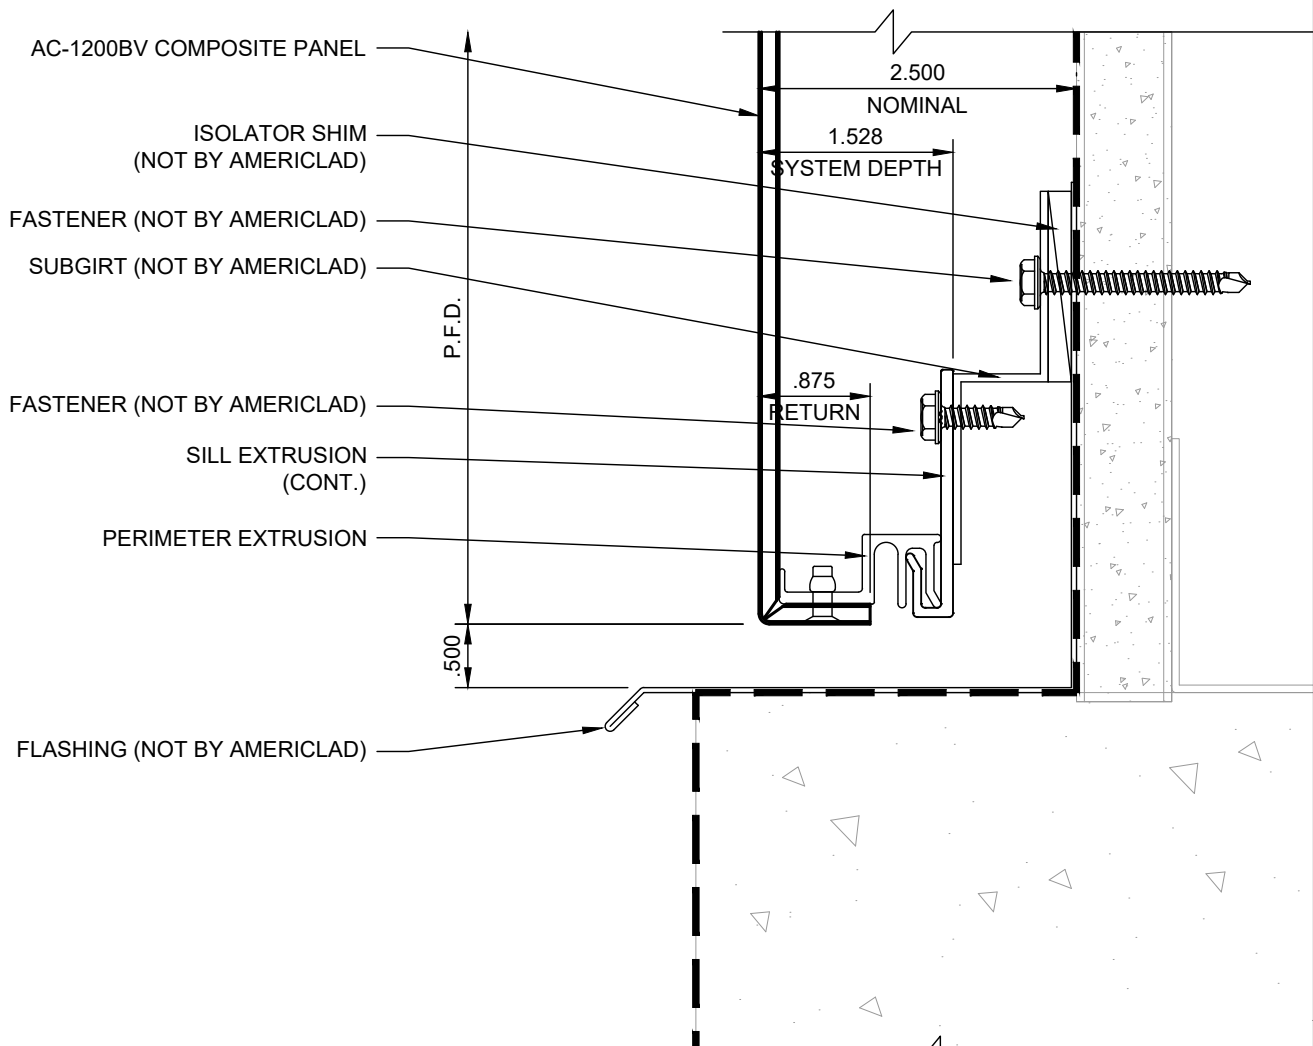 AC-1200BV COMPOSITE PANEL
2.500
NOMINAL
ISOLATOR SHIM
(NOT BY AMERICLAD)
1.528
SYSTEM DEPTH
FASTENER (NOT BY AMERICLAD)
SUBGIRT (NOT BY AMERICLAD)
P.F.D.
.875
RETURN
FASTENER (NOT BY AMERICLAD)
SILL EXTRUSION
(CONT.)
PERIMETER EXTRUSION
.500
FLASHING (NOT BY AMERICLAD)